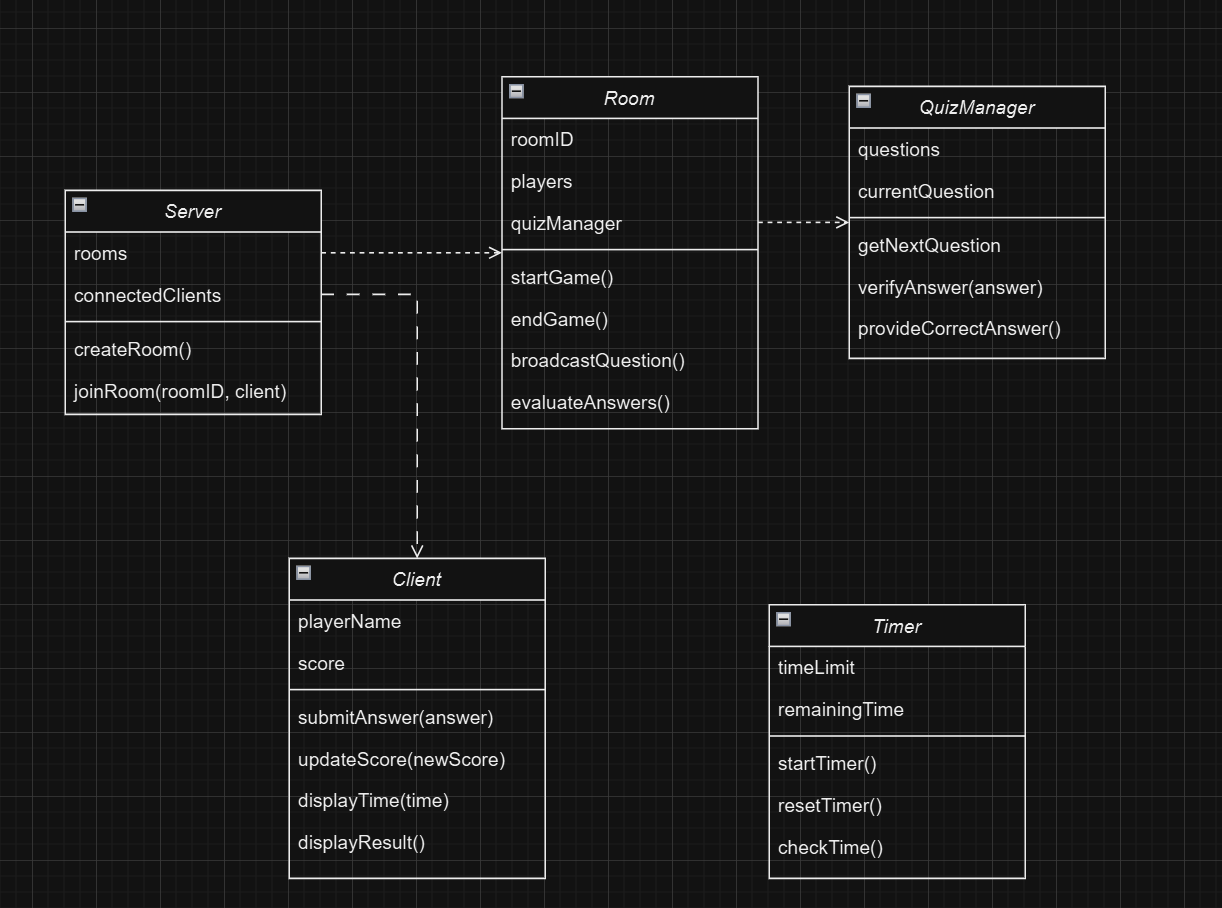 Server
rooms
connectedClients
createRoom()
joinRoom(roomID, client)
Room
roomID
players
quizManager
startGame()
endGame()
broadcastQuestion()
evaluateAnswers()
QuizManager
questions
currentQuestion
getNextQuestion
verifyAnswer(answer)
provideCorrectAnswer()
Client
playerName
score
submitAnswer(answer)
updateScore(newScore)
displayTime(time)
displayResult()
Timer
timeLimit
remainingTime
startTimer()
resetTimer()
checkTime()